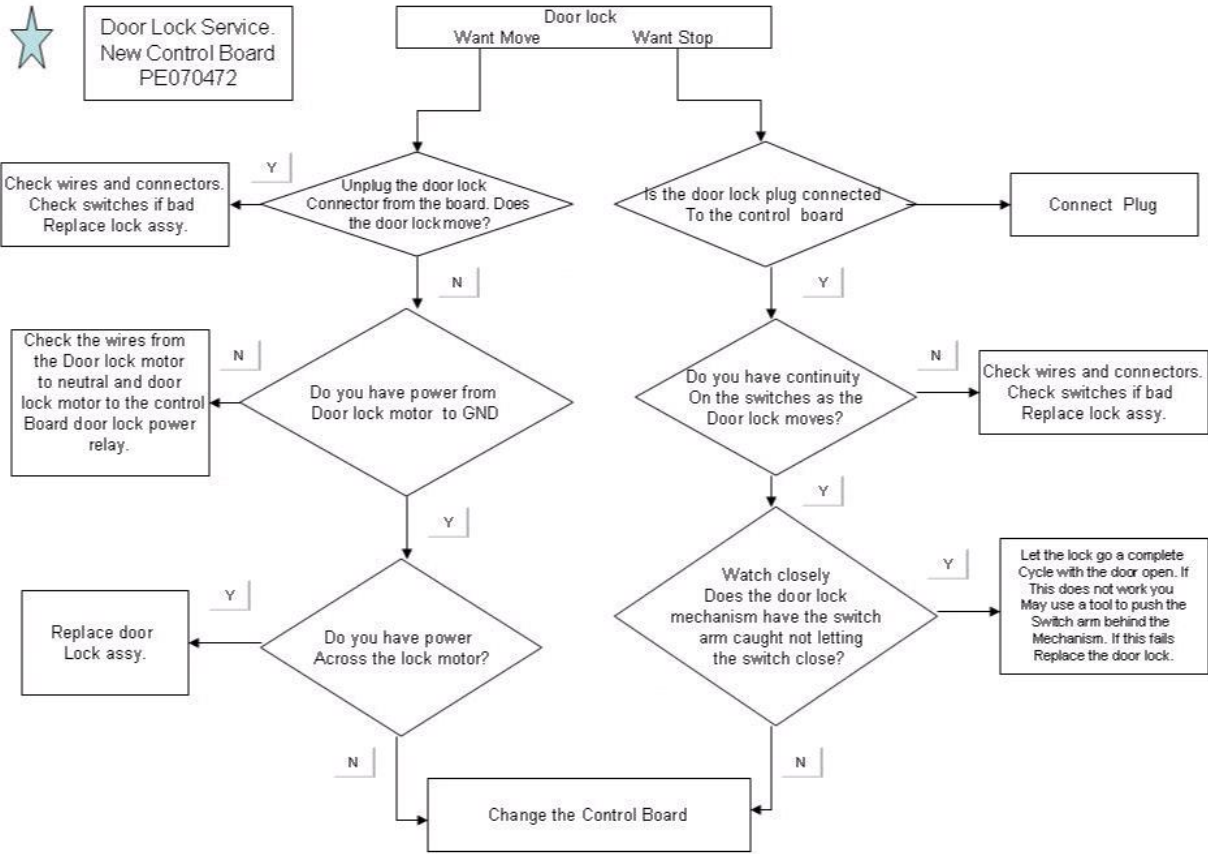 Door Lock Service.
New Control Board
PE070472
Door lock
Want Move Want Stop
Y
Check wires and connectors.
Check switches if bad
Replace lock assy.
Unplug the door lock
Connector from the board. Does
the door lock move?
Is the door lock plug connected
To the control board
Connect Plug
N
Y
Check the wires from
the Door lock motor
to neutral and door
lock motor to the control
Board door lock power
relay.
N
Do you have power from
Door lock motor to GND
Do you have continuity
On the switches as the
Door lock moves?
N
Check wires and connectors.
Check switches if bad
Replace lock assy.
Y
Y
Replace door
Lock assy.
Y
Do you have power
Across the lock motor?
Watch closely
Does the door lock
mechanism have the switch
arm caught not letting
the switch close?
Y
Let the lock go a complete
Cycle with the door open. If
This does not work you
May use a tool to push the
Switch arm behind the
Mechanism. If this fails
Replace the door lock.
N
N
Change the Control Board